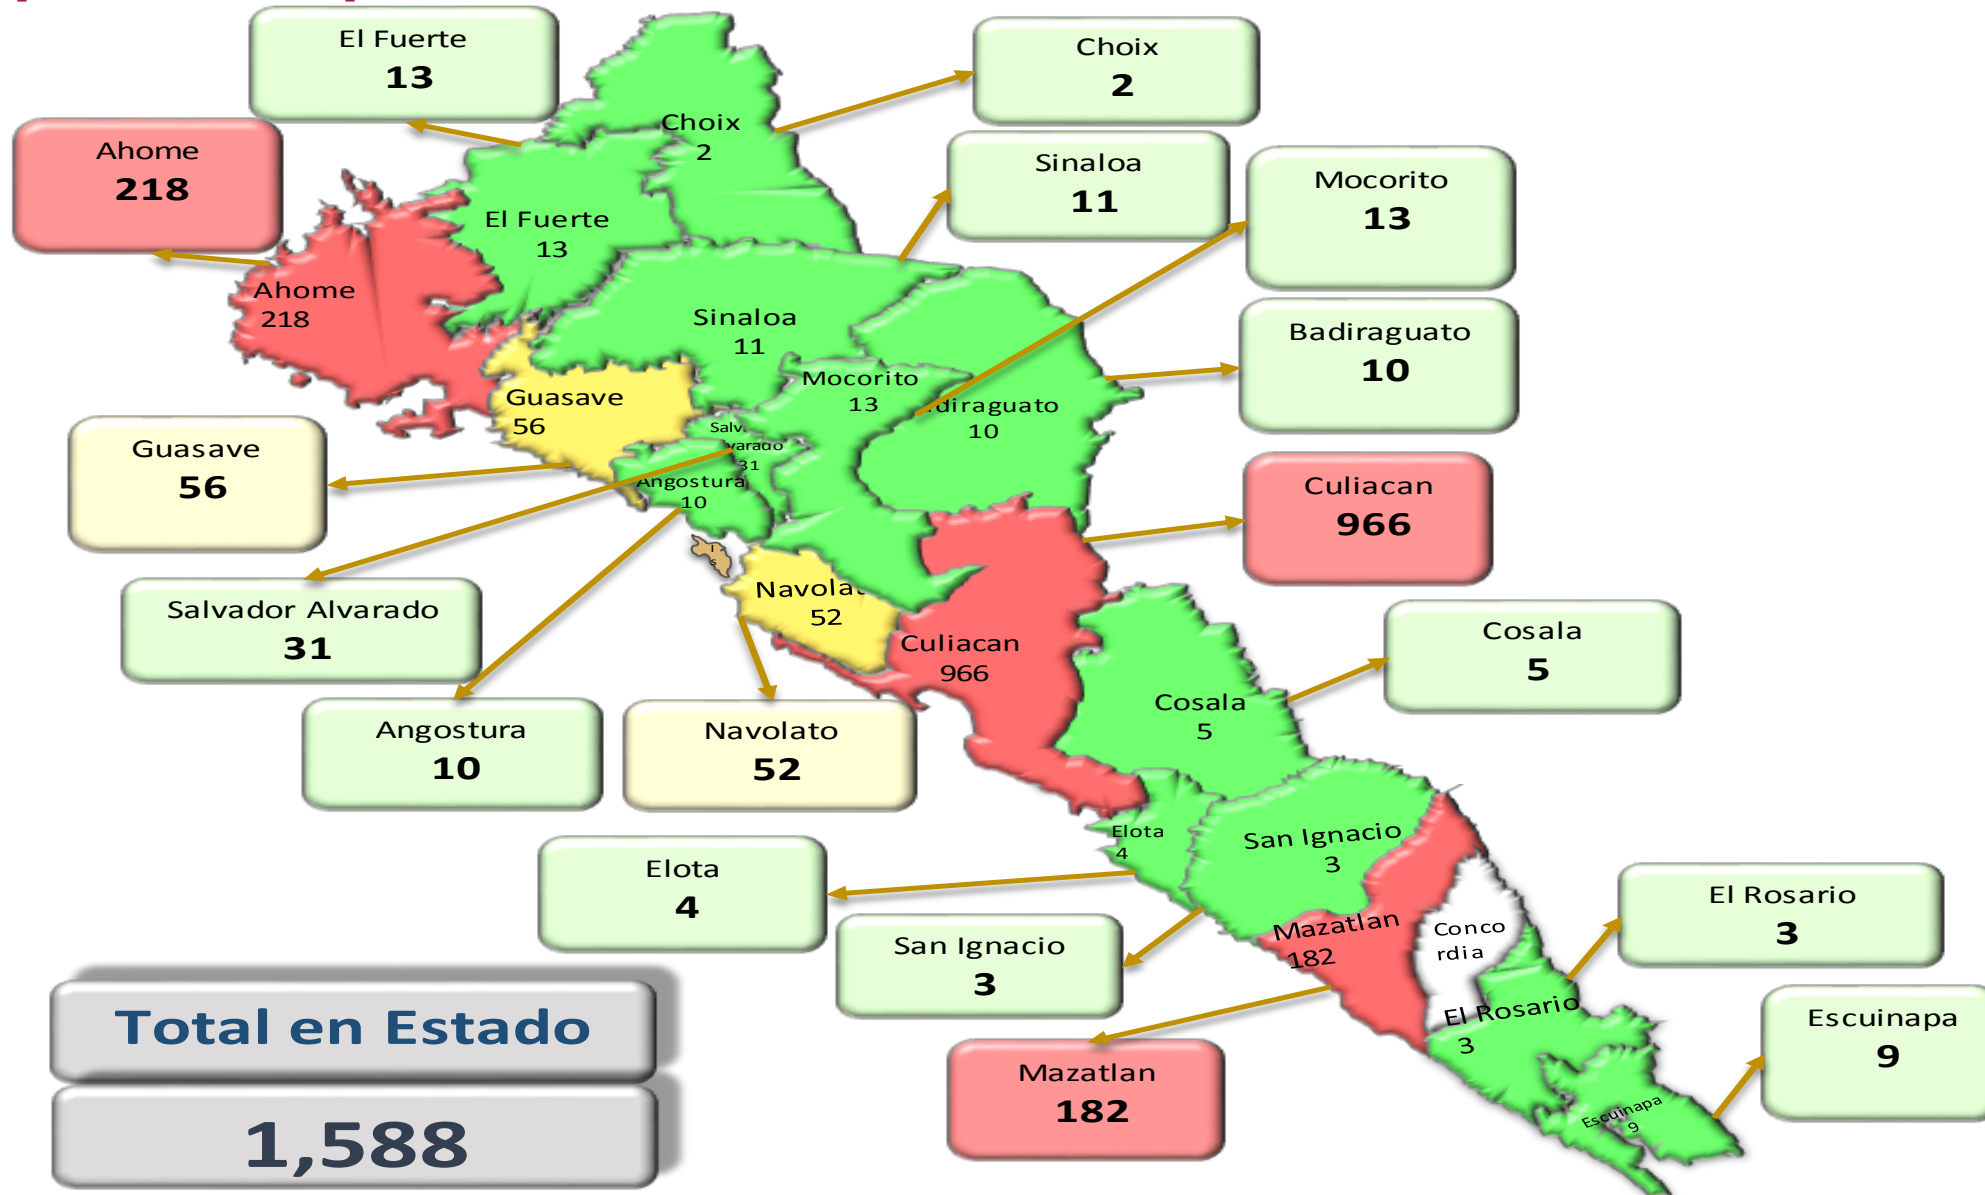 El Fuerte
13
Choix
2
Ahome
218
Sinaloa
11
Mocorito
13
Badiraguato
10
Culiacan
966
Guasave
56
Salvador Alvarado
31
Angostura
10
Navolato
52
Cosala
5
Elota
4
San Ignacio
3
Mazatlan
182
El Rosario
3
Escuinapa
9
Choix
2
El Fuerte
13
Ahome
218
Sinaloa
11
Mocorito
13
diraguato
10
Guasave
56
Salv
lvarado
31
Angostura
10
Navolat
52
Culiacan
966
Cosala
5
Elota
4
San Ignacio
3
Mazatlan
182
Conco
rdia
El Rosario
3
Escuinapa
9
Total en Estado
1,588